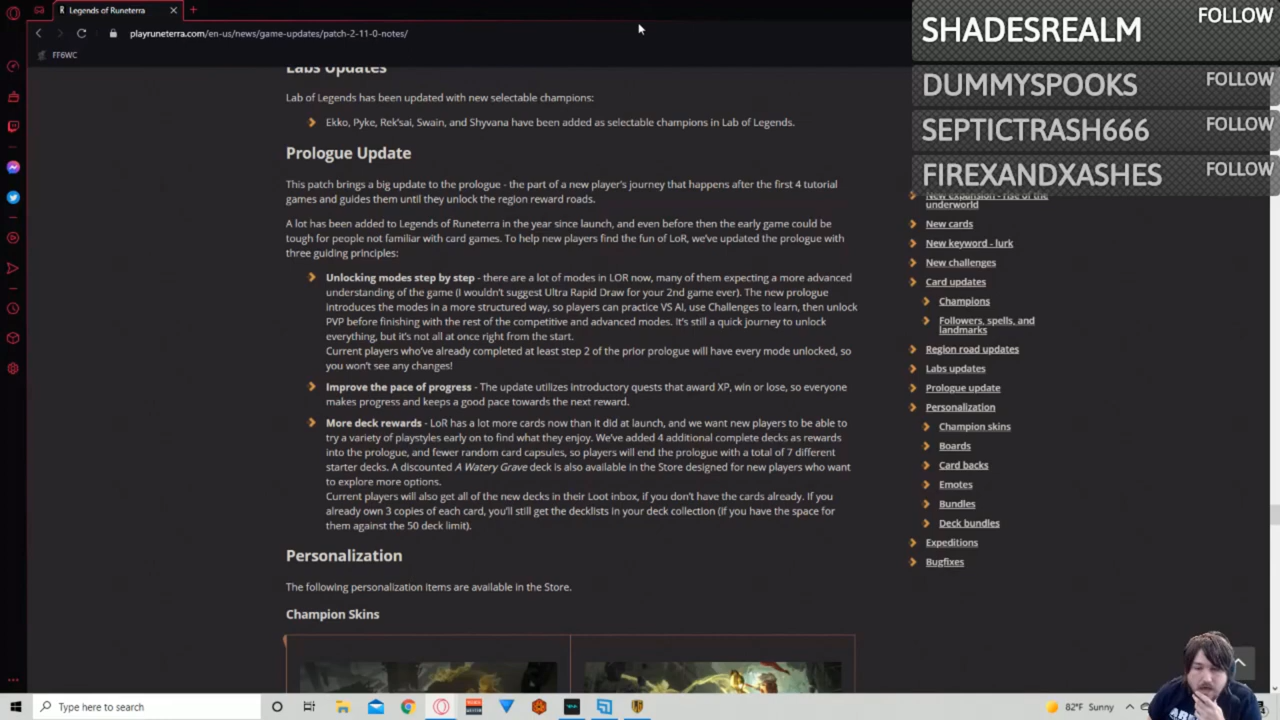 Legends of Runeterra
playruneterra.com/en-us/news/game-updates/patch-2-11-0-notes/
FF6WC
SHADESREALM FOLLOW
DUMMYSPOOKS FOLLOW
SEPTICTRASH666 FOLLOW
FIREXANDXASHES FOLLOW
Labs Updates
Lab of Legends has been updated with new selectable champions:
Ekko, Pyke, Rek'sai, Swain, and Shyvana have been added as selectable champions in Lab of Legends.
Prologue Update
This patch brings a big update to the prologue - the part of a new player's journey that happens after the first 4 tutorial
games and guides them until they unlock the region reward roads.
A lot has been added to Legends of Runeterra in the year since launch, and even before then the early game could be
tough for people not familiar with card games. To help new players find the fun of LoR, we've updated the prologue with
three guiding principles:
Unlocking modes step by step - there are a lot of modes in LOR now, many of them expecting a more advanced
understanding of the game (I wouldn't suggest Ultra Rapid Draw for your 2nd game ever). The new prologue
introduces the modes in a more structured way, so players can practice VS AI, use Challenges to learn, then unlock
PVP before finishing with the rest of the competitive and advanced modes. It's still a quick journey to unlock
everything, but it's not all at once right from the start.
Current players who've already completed at least step 2 of the prior prologue will have every mode unlocked, so
you won't see any changes!
Improve the pace of progress - The update utilizes introductory quests that award XP, win or lose, so everyone
makes progress and keeps a good pace towards the next reward.
More deck rewards - LoR has a lot more cards now than it did at launch, and we want new players to be able to
try a variety of playstyles early on to find what they enjoy. We've added 4 additional complete decks as rewards
into the prologue, and fewer random card capsules, so players will end the prologue with a total of 7 different
starter decks. A discounted A Watery Grave deck is also available in the Store designed for new players who want
to explore more options.
Current players will also get all of the new decks in their Loot inbox, if you don't have the cards already. If you
already own 3 copies of each card, you'll still get the decklists in your deck collection (if you have the space for
them against the 50 deck limit).
Personalization
The following personalization items are available in the Store.
Champion Skins
New expansion - rise of the
underworld
New cards
New keyword - lurk
New challenges
Card updates
Champions
Followers, spells, and
landmarks
Region road updates
Labs updates
Prologue update
Personalization
Champion skins
Boards
Card backs
Emotes
Bundles
Deck bundles
Expeditions
Bugfixes
Type here to search
82°F Sunny